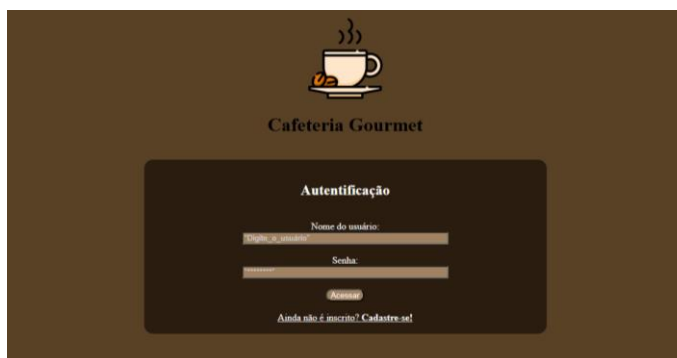 Cafeteria Gourmet
Autentificação
Nome do usuário:
"Digite_o_usuário"
Senha:
"********"
Acessar
Ainda não é inscrito? Cadastre-se!